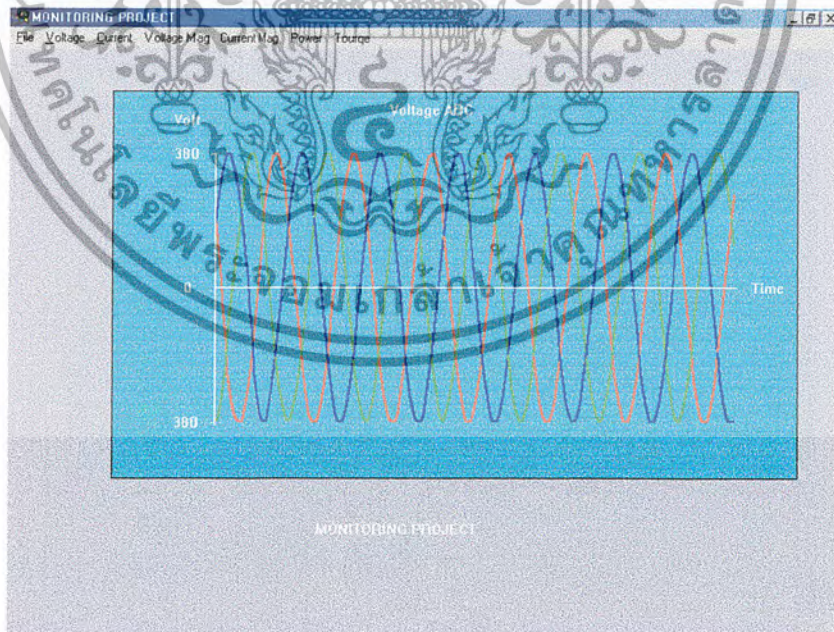 MONITORING PROJECT
File Voltage Current Voltage Mag Current Mag Power Tourqe
Voltage ABC
Volt
380
0
Time
380
MONITORING PROJECT